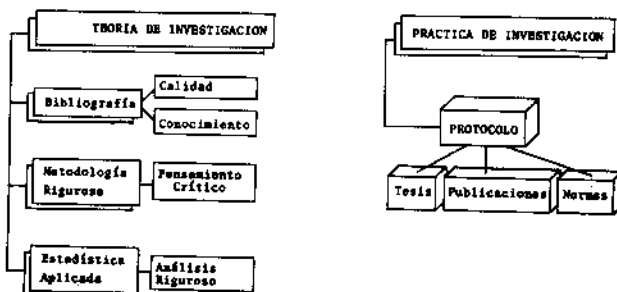 TEORIA DE INVESTIGACION
Bibliografía
Calidad
Conocimiento
Metodología
Rigurosa
Pensamiento
Crítico
Estadística
Aplicada
Análisis
Riguroso
PRACTICA DE INVESTIGACION
PROTOCOLO
Tesis
Publicaciones
Normas